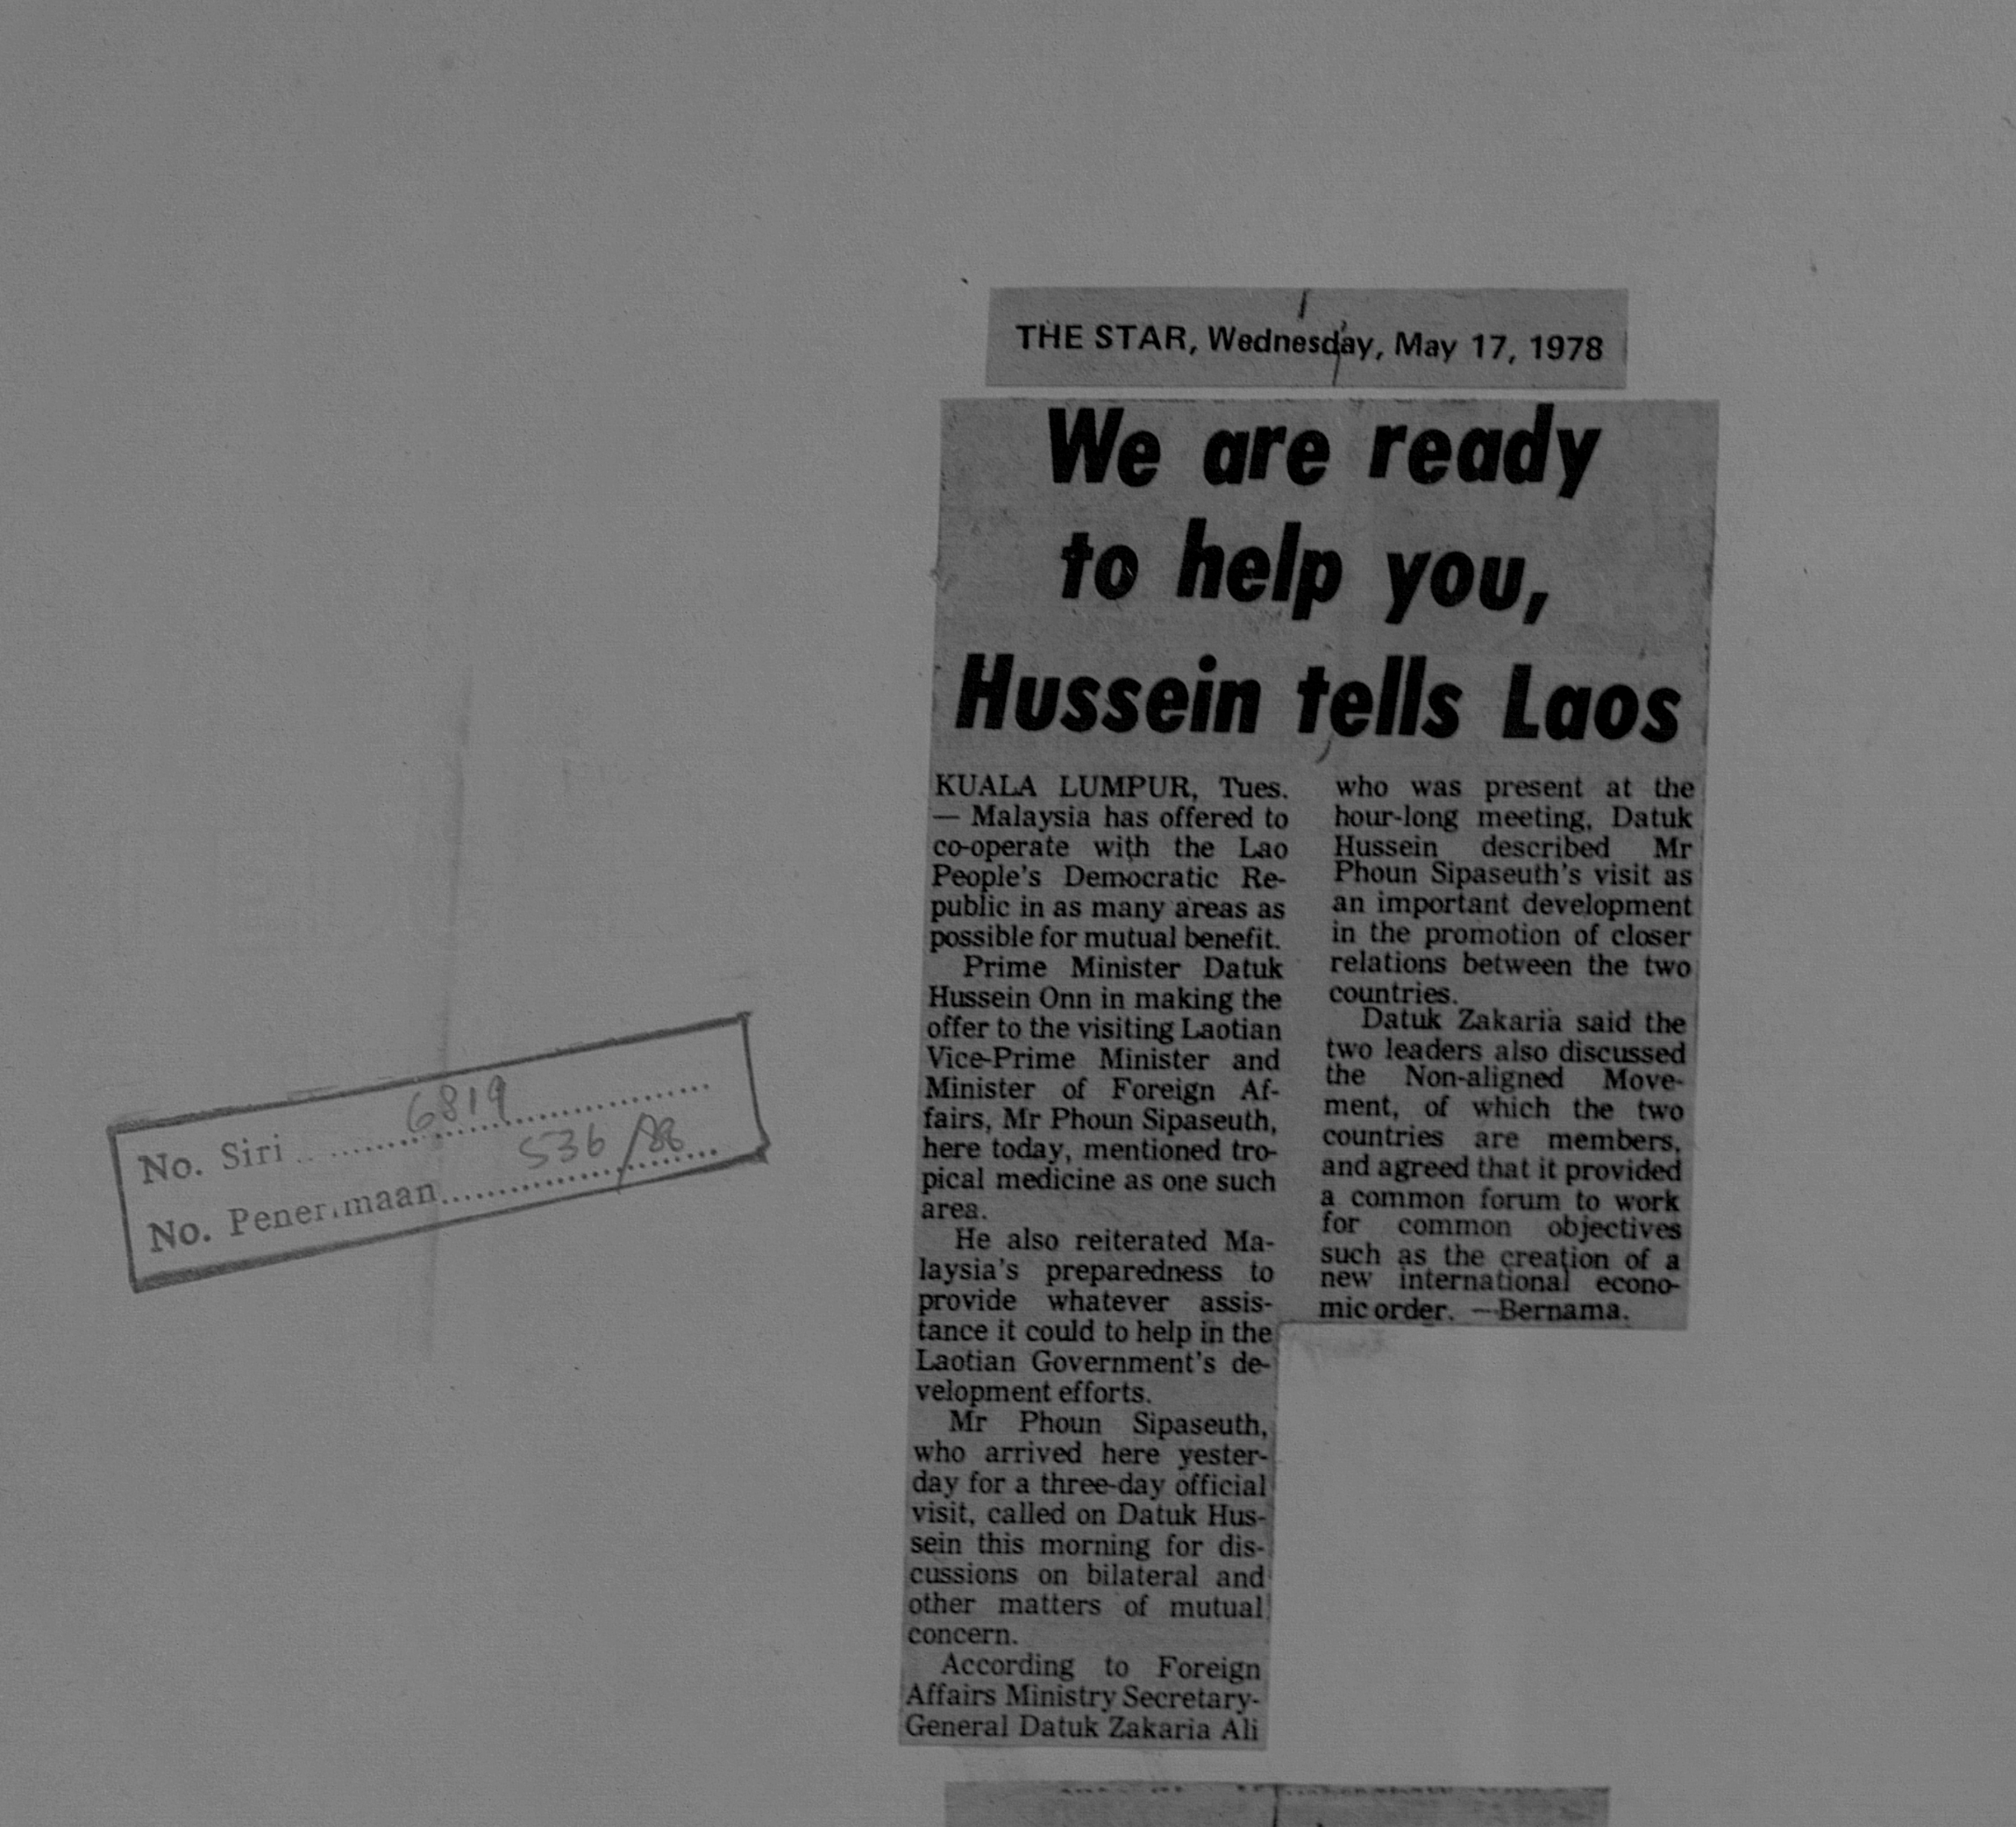 THE STAR, Wednesday, May 17, 1978
We are ready
to help you,
Hussein tells Laos
KUALA LUMPUR, Tues.
— Malaysia has offered to
co-operate with the Lao
People's Democratic Re-
public in as many areas as
possible for mutual benefit.
Prime Minister Datuk
Hussein Onn in making the
offer to the visiting Laotian
Vice-Prime Minister and
Minister of Foreign Af-
fairs, Mr Phoun Sipaseuth,
here today, mentioned tro-
pical medicine as one such
area.
He also reiterated Ma-
laysia's preparedness to
provide whatever assis-
tance it could to help in the
Laotian Government's de-
velopment efforts.
Mr Phoun Sipaseuth,
who arrived here yester-
day for a three-day official
visit, called on Datuk Hus-
sein this morning for dis-
cussions on bilateral and
other matters of mutual
concern.
According to Foreign
Affairs Ministry Secretary-
General Datuk Zakaria Ali
who was present at the
hour-long meeting, Datuk
Hussein described Mr
Phoun Sipaseuth's visit as
an important development
in the promotion of closer
relations between the two
countries.
Datuk Zakaria said the
two leaders also discussed
the Non-aligned Move-
ment, of which the two
countries are members,
and agreed that it provided
a common forum to work
for common objectives
such as the creation of a
new international econo-
mic order. —Bernama.
No. Siri 6819
No. Penerimaan 536/88